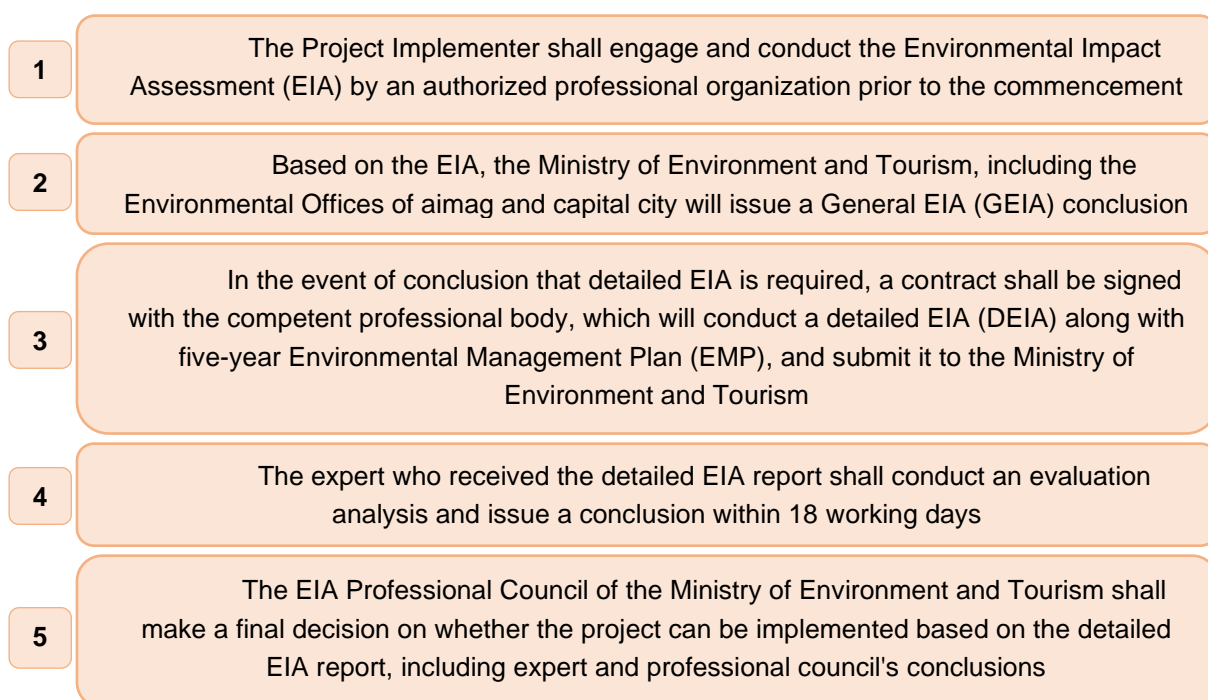 1
The Project Implementer shall engage and conduct the Environmental Impact
Assessment (EIA) by an authorized professional organization prior to the commencement
2
Based on the EIA, the Ministry of Environment and Tourism, including the
Environmental Offices of aimag and capital city will issue a General EIA (GEIA) conclusion
3
In the event of conclusion that detailed EIA is required, a contract shall be signed
with the competent professional body, which will conduct a detailed EIA (DEIA) along with
five-year Environmental Management Plan (EMP), and submit it to the Ministry of
Environment and Tourism
4
The expert who received the detailed EIA report shall conduct an evaluation
analysis and issue a conclusion within 18 working days
5
The EIA Professional Council of the Ministry of Environment and Tourism shall
make a final decision on whether the project can be implemented based on the detailed
EIA report, including expert and professional council's conclusions